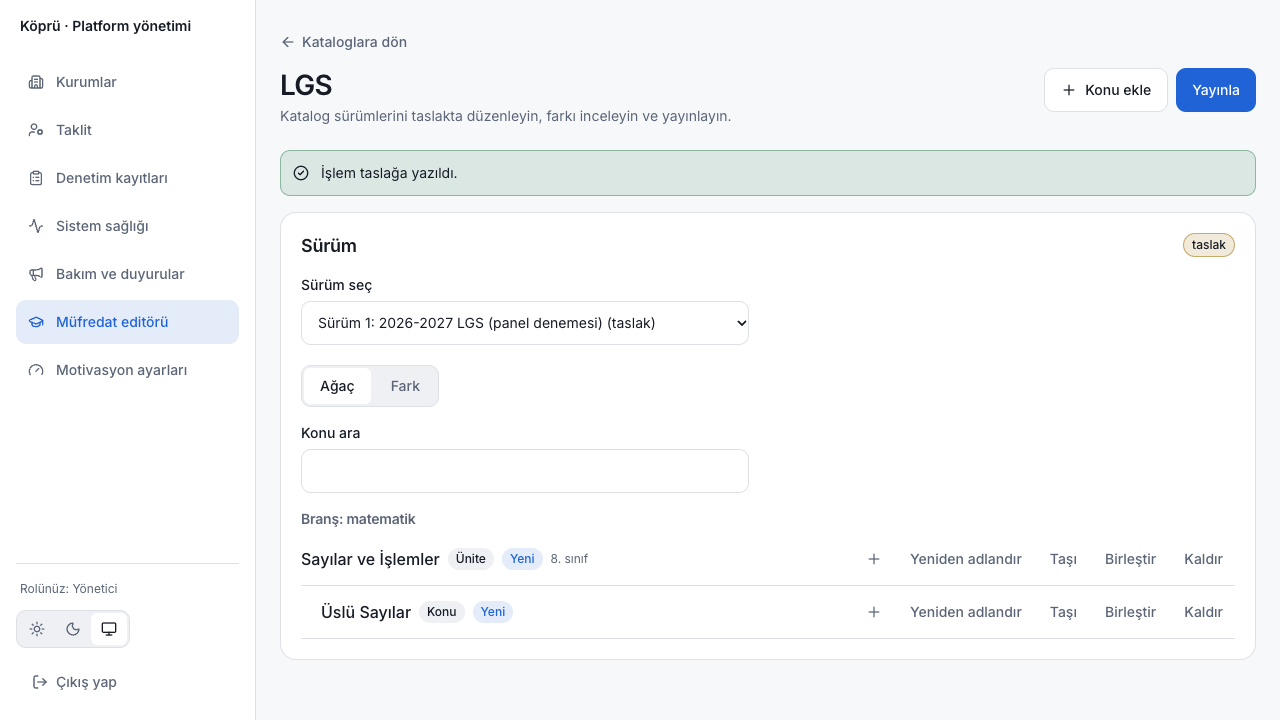 Köprü · Platform yönetimi
Kurumlar
Taklit
Denetim kayıtları
Sistem sağlığı
Bakım ve duyurular
Müfredat editörü
Motivasyon ayarları
Rolünüz: Yönetici
Çıkış yap
Kataloglara dön
LGS
Katalog sürümlerini taslakta düzenleyin, farkı inceleyin ve yayınlayın.
Konu ekle
Yayınla
İşlem taslağa yazıldı.
Sürüm
taslak
Sürüm seç
Sürüm 1: 2026-2027 LGS (panel denemesi) (taslak)
Ağaç Fark
Konu ara
Branş: matematik
Sayılar ve İşlemler Ünite Yeni 8. sınıf Yeniden adlandır Taşı Birleştir Kaldır
Üslü Sayılar Konu Yeni Yeniden adlandır Taşı Birleştir Kaldır